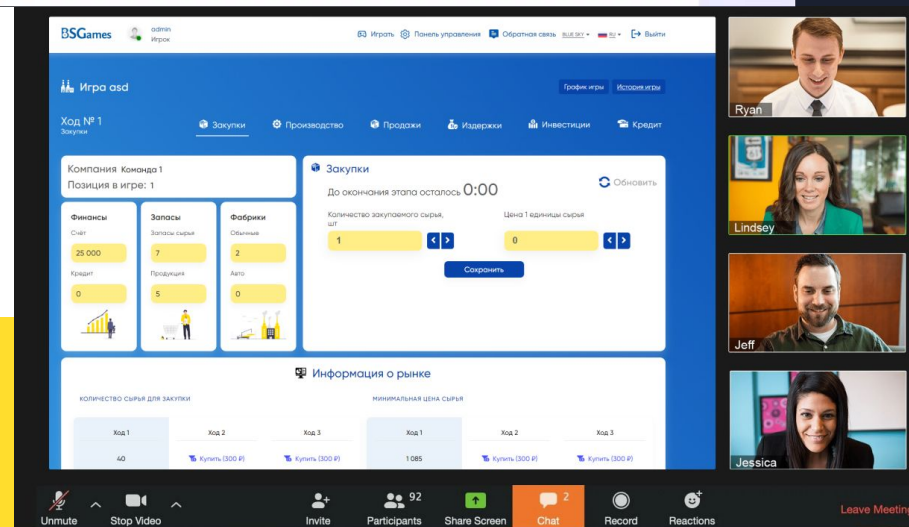 BSGames
admin
Игрок
Играть Панель управления Обратная связь BLUE SKY RU Выйти
Игра asd
График игры История игры
Ход № 1
Закупки
Закупки Производство Продажи Издержки Инвестиции Кредит
Компания Команда 1
Позиция в игре: 1
Финансы
Счёт
25 000
Кредит
0
Запасы
Запасы сырья
7
Продукция
5
Фабрики
Обычные
2
Авто
0
Закупки
До окончания этапа осталось 0:00
Обновить
Количество закупаемого сырья,
шт
1
Цена 1 единицы сырья
0
Сохранить
Информация о рынке
КОЛИЧЕСТВО СЫРЬЯ ДЛЯ ЗАКУПКИ
МИНИМАЛЬНАЯ ЦЕНА СЫРЬЯ
Ход 1 Ход 2 Ход 3 Ход 1 Ход 2 Ход 3
40 Купить (300 ₽) Купить (300 ₽) 1 085 Купить (300 ₽) Купить (300 ₽)
Ryan
Lindsey
Jeff
Jessica
92
2
Unmute Stop Video Invite Participants Share Screen Chat Record Reactions
Leave Meeting